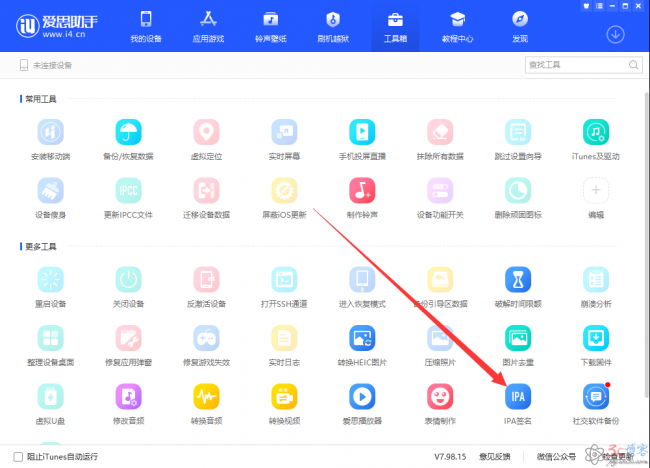 爱思助手
www.i4.cn
我的设备 应用游戏 铃声壁纸 刷机越狱 工具箱 教程中心 发现
未连接设备 查找工具
常用工具
安装移动端 备份/恢复数据 虚拟定位 实时屏幕 手机投屏直播 抹除所有数据 跳过设置向导 iTunes及驱动
IPCC
设备瘦身 更新IPCC文件 迁移设备数据 屏蔽iOS更新 制作铃声 设备功能开关 删除顽固图标 编辑
更多工具
重启设备 关闭设备 反激活设备 打开SSH通道 进入恢复模式 份引导区数据 破解时间限额 崩溃分析
整理设备桌面 修复应用弹窗 修复游戏失效 实时日志 转换HEIC图片 压缩照片 图片去重 下载固件
IPA
虚拟U盘 修改音频 转换音频 转换视频 爱思播放器 表情制作 IPA签名 社交软件备份
阻止iTunes自动运行 V7.98.15 意见反馈 微信公众号 检查更新
3c博客